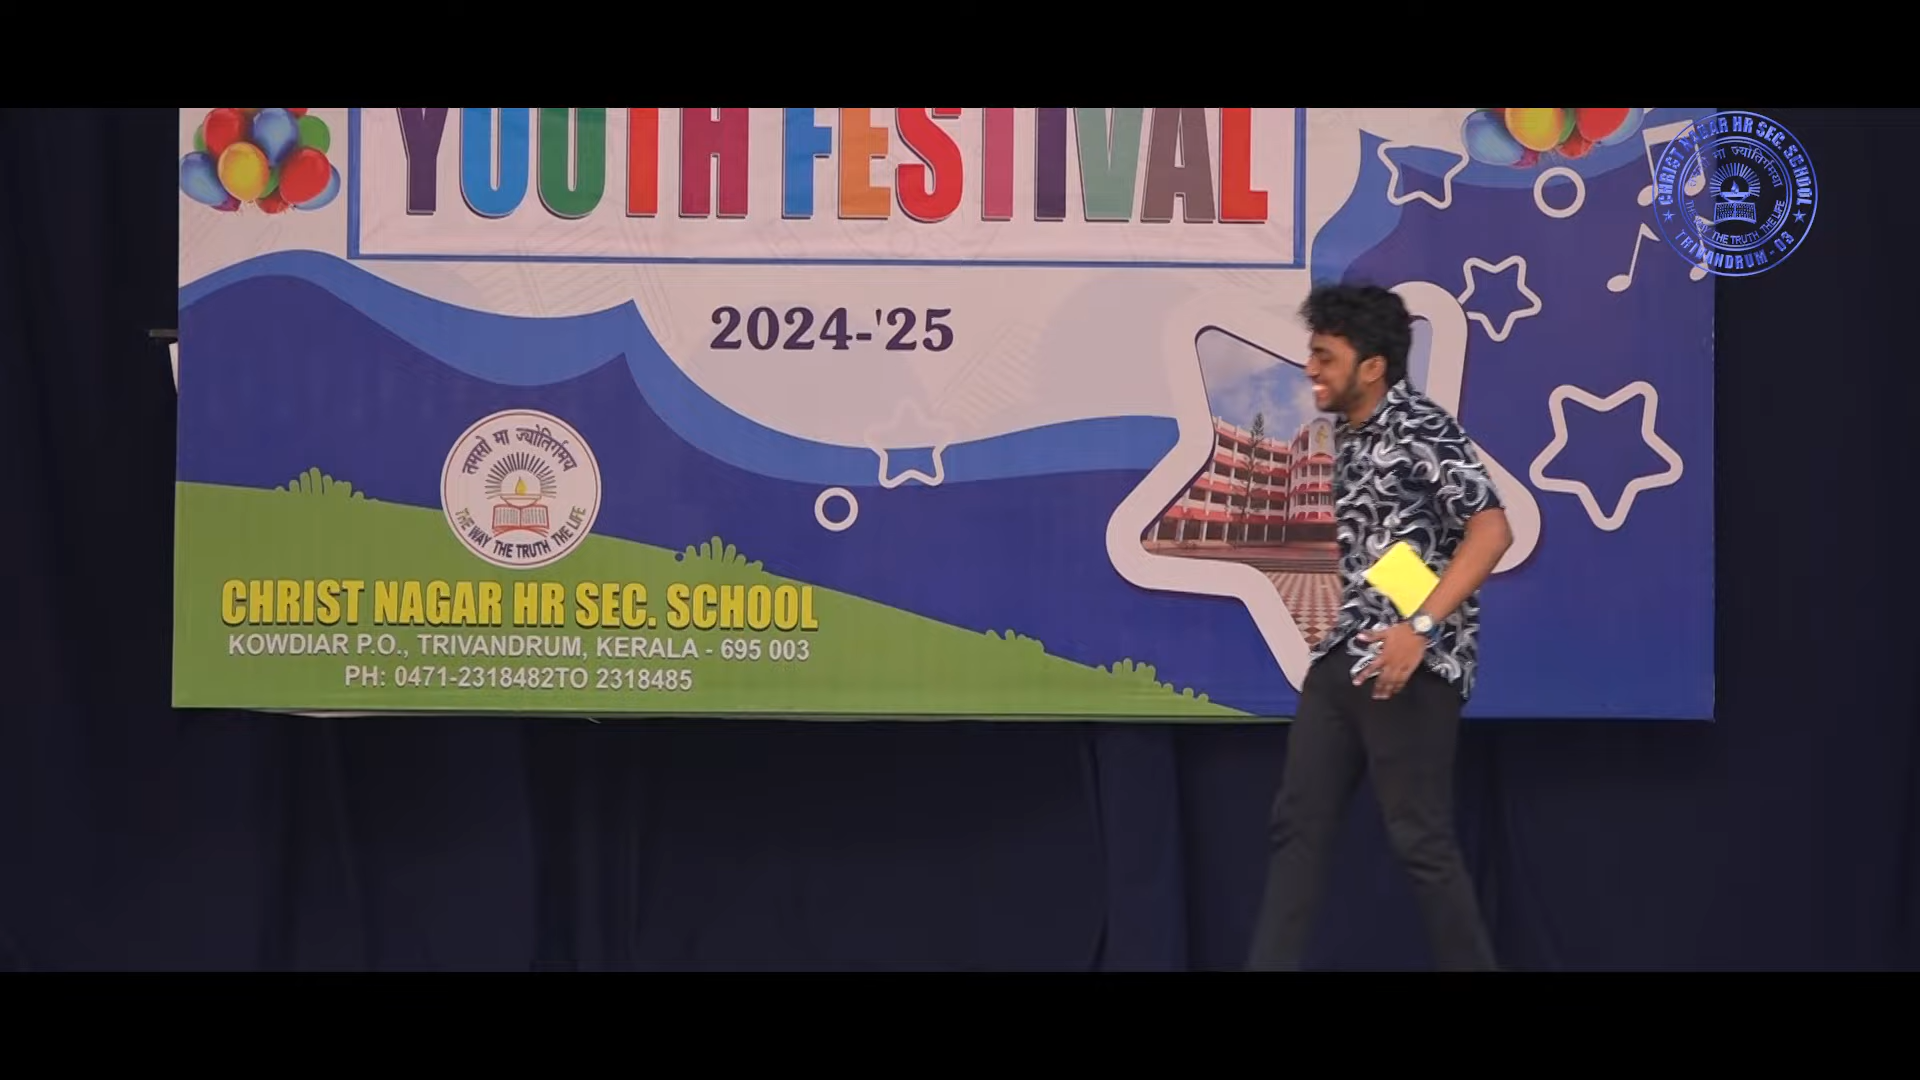 YOUTH FESTIVAL
2024-'25
तमसो मा ज्योतिर्गमय
THE WAY THE TRUTH THE LIFE
CHRIST NAGAR HR SEC. SCHOOL
KOWDIAR P.O., TRIVANDRUM, KERALA - 695 003
PH: 0471-2318482TO 2318485
CHRIST NAGAR HR SEC. SCHOOL
तमसो मा ज्योतिर्गमय
THE WAY THE TRUTH THE LIFE
TRIVANDRUM - 03